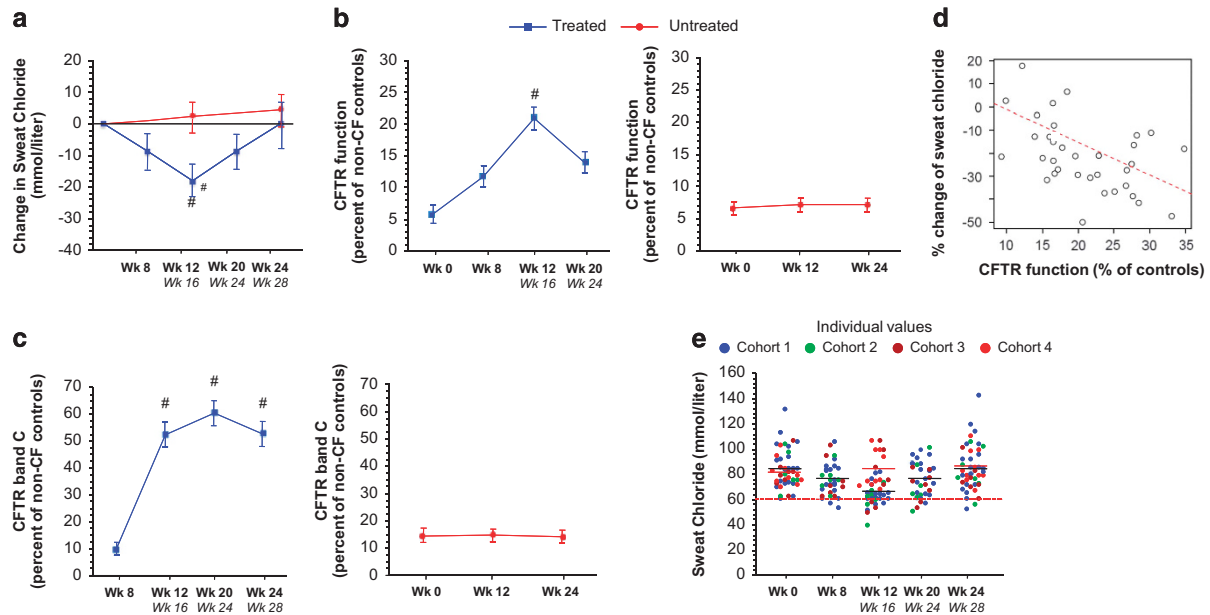 a
Change in Sweat Chloride
(mmol/liter)
20
10
0
-10
-20
-30
-40
#
#
Wk 8
Wk 12
Wk 20
Wk 24
Wk 16
Wk 24
Wk 28
b
Treated
Untreated
CFTR function
(percent of non-CF controls)
30
25
20
15
10
5
0
#
Wk 0
Wk 8
Wk 12
Wk 20
Wk 16
Wk 24
CFTR function
(percent of non-CF controls)
30
25
20
15
10
5
0
Wk 0
Wk 12
Wk 24
d
% change of sweat chloride
20
10
0
-10
-20
-30
-50
10
15
20
25
30
35
CFTR function (% of controls)
c
CFTR band C
(percent of non-CF controls)
70
60
50
40
30
20
10
0
#
#
#
Wk 8
Wk 12
Wk 20
Wk 24
Wk 16
Wk 24
Wk 28
CFTR band C
(percent of non-CF controls)
70
60
50
40
30
20
10
0
Wk 0
Wk 12
Wk 24
Individual values
e
Cohort 1
Cohort 2
Cohort 3
Cohort 4
Sweat Chloride (mmol/liter)
160
140
120
100
80
60
40
20
0
Wk 0
Wk 8
Wk 12
Wk 20
Wk 24
Wk 16
Wk 24
Wk 28